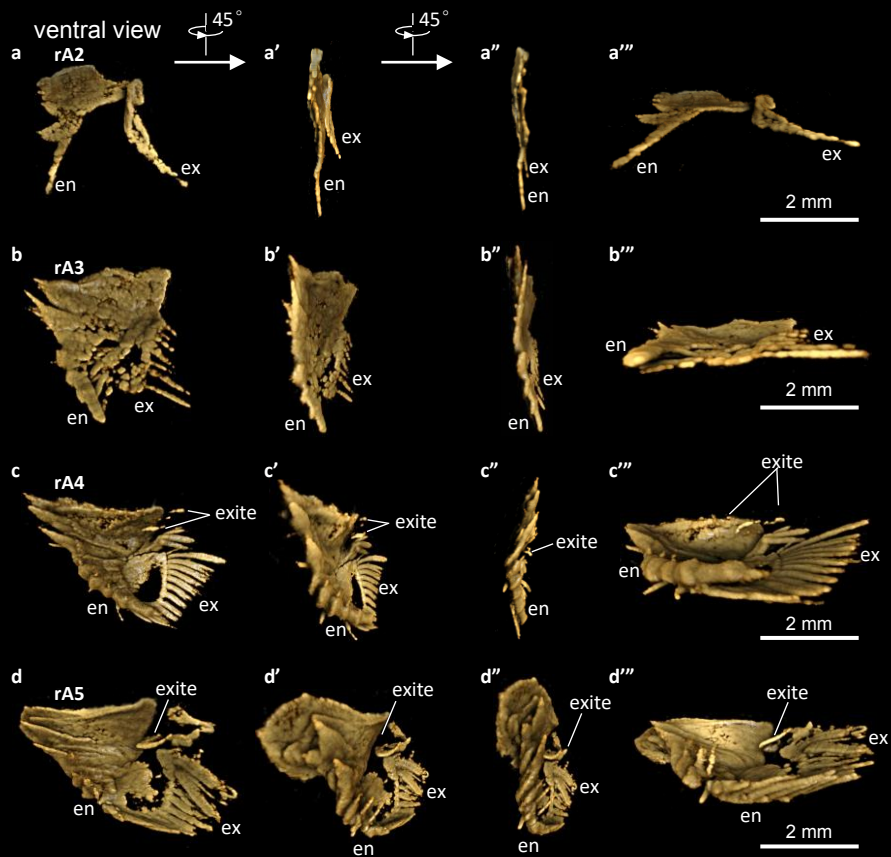 ventral view
45°
45°
a
rA2
a'
a''
a'''
en
ex
ex
en
ex
en
en
ex
2 mm
b
rA3
b'
b''
b'''
en
ex
en
ex
en
ex
en
ex
2 mm
c
rA4
c'
c''
c'''
exite
en
ex
exite
en
ex
exite
en
exite
en
ex
2 mm
d
rA5
d'
d''
d'''
exite
en
ex
exite
en
ex
exite
ex
en
exite
ex
en
2 mm